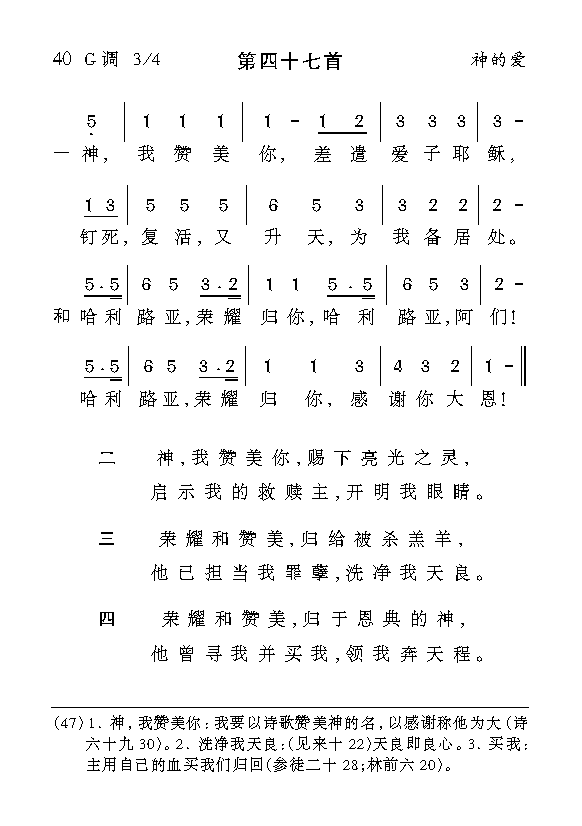 40 G调 3/4 第四十七首 神的爱
5̣ | 1 1 1 | 1 - 1 2 | 3 3 3 | 3 -
一 神, 我 赞 美 你, 差 遣 爱 子 耶 稣,
1 3 | 5 5 5 | 6 5 3 | 3 2 2 | 2 -
钉死, 复 活, 又 升 天, 为 我 备 居 处。
5 . 5 | 6 5 3 . 2 | 1 1 5 . 5 | 6 5 3 | 2 -
和 哈 利 路 亚, 荣 耀 归 你, 哈 利 路 亚, 阿 们!
5 . 5 | 6 5 3 . 2 | 1 1 3 | 4 3 2 | 1 - ‖
哈 利 路 亚, 荣 耀 归 你, 感 谢 你 大 恩!
二 神, 我 赞 美 你, 赐 下 亮 光 之 灵,
启 示 我 的 救 赎 主, 开 明 我 眼 睛。
三 荣 耀 和 赞 美, 归 给 被 杀 羔 羊,
他 已 担 当 我 罪 孽, 洗 净 我 天 良。
四 荣 耀 和 赞 美, 归 于 恩 典 的 神,
他 曾 寻 我 并 买 我, 领 我 奔 天 程。
(47) 1. 神, 我赞美你: 我要以诗歌赞美神的名, 以感谢称他为大(诗
六十九 30)。2. 洗净我天良: (见来十 22)天良即良心。3. 买我:
主用自己的血买我们归回(参徒二十 28; 林前六 20)。